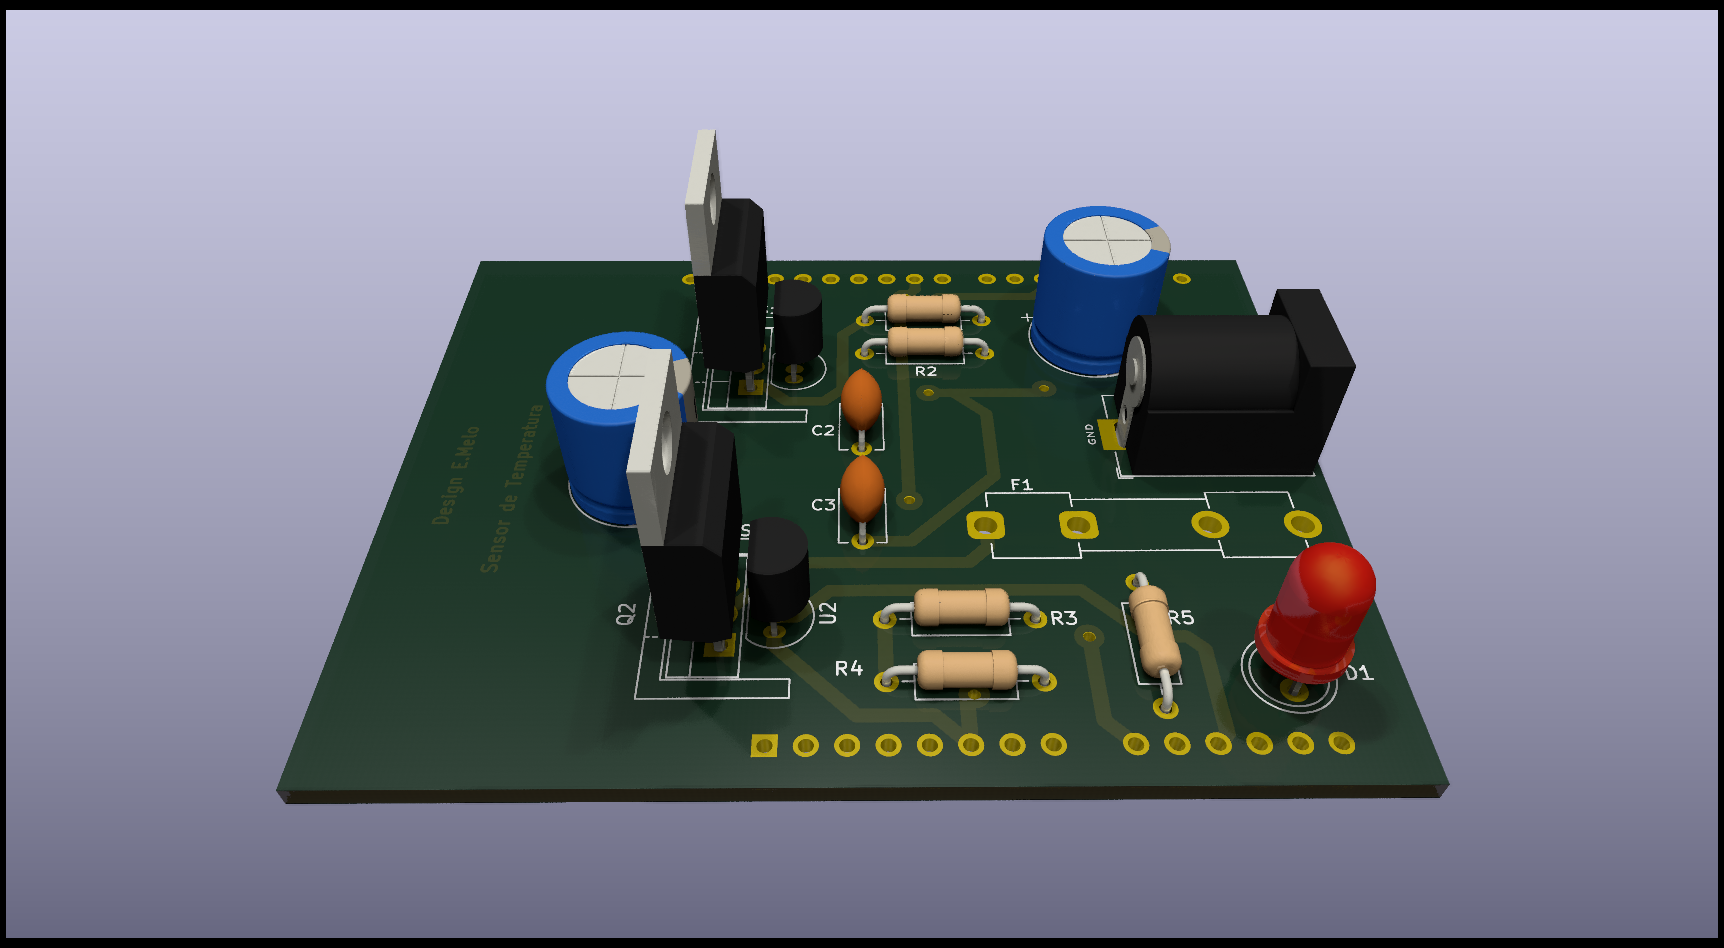 R2
C2
GND
F1
C3
Design E.Melo
Sensor de Temperatura
Q2
U2
R3
R5
R4
D1